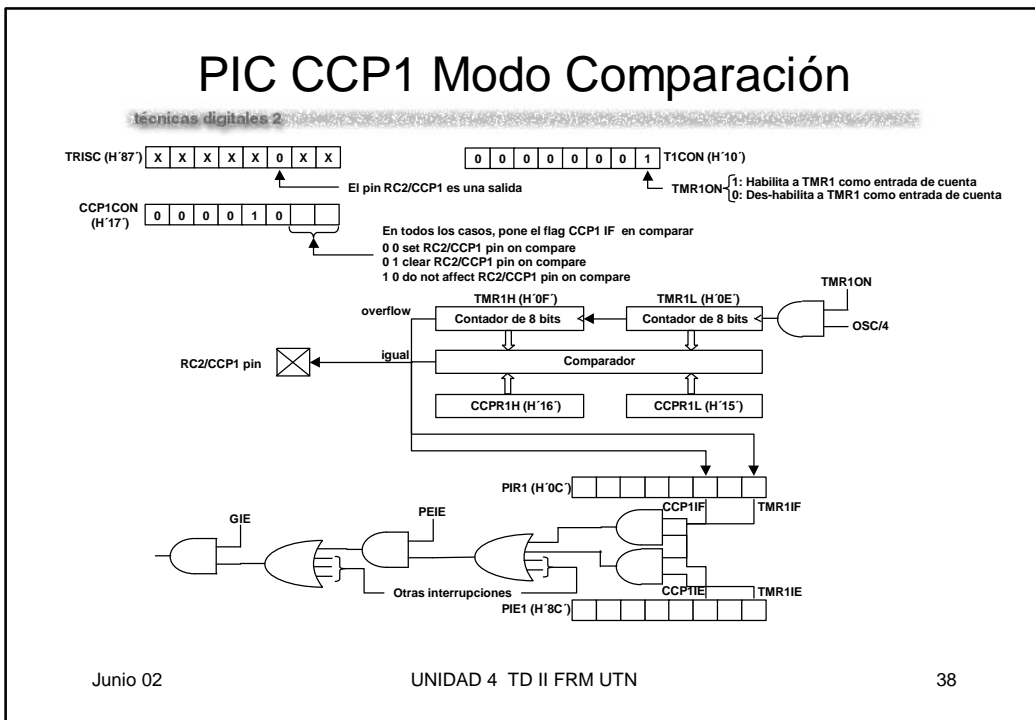 PIC CCP1 Modo Comparación
técnicas digitales 2
TRISC (H´87´) X X X X X 0 X X
T1CON (H´10´) 0 0 0 0 0 0 0 1
El pin RC2/CCP1 es una salida
TMR1ON
1: Habilita a TMR1 como entrada de cuenta
0: Des-habilita a TMR1 como entrada de cuenta
CCP1CON
(H´17´)
0 0 0 0 1 0
En todos los casos, pone el flag CCP1 IF en comparar
0 0 set RC2/CCP1 pin on compare
0 1 clear RC2/CCP1 pin on compare
1 0 do not affect RC2/CCP1 pin on compare
TMR1ON
TMR1H (H´0F´)
TMR1L (H´0E´)
overflow
Contador de 8 bits
Contador de 8 bits
OSC/4
igual
Comparador
RC2/CCP1 pin
CCPR1H (H´16´)
CCPR1L (H´15´)
PIR1 (H´0C´)
CCP1IF
TMR1IF
GIE
PEIE
Otras interrupciones
CCP1IE
TMR1IE
PIE1 (H´8C´)
Junio 02
UNIDAD 4 TD II FRM UTN
38